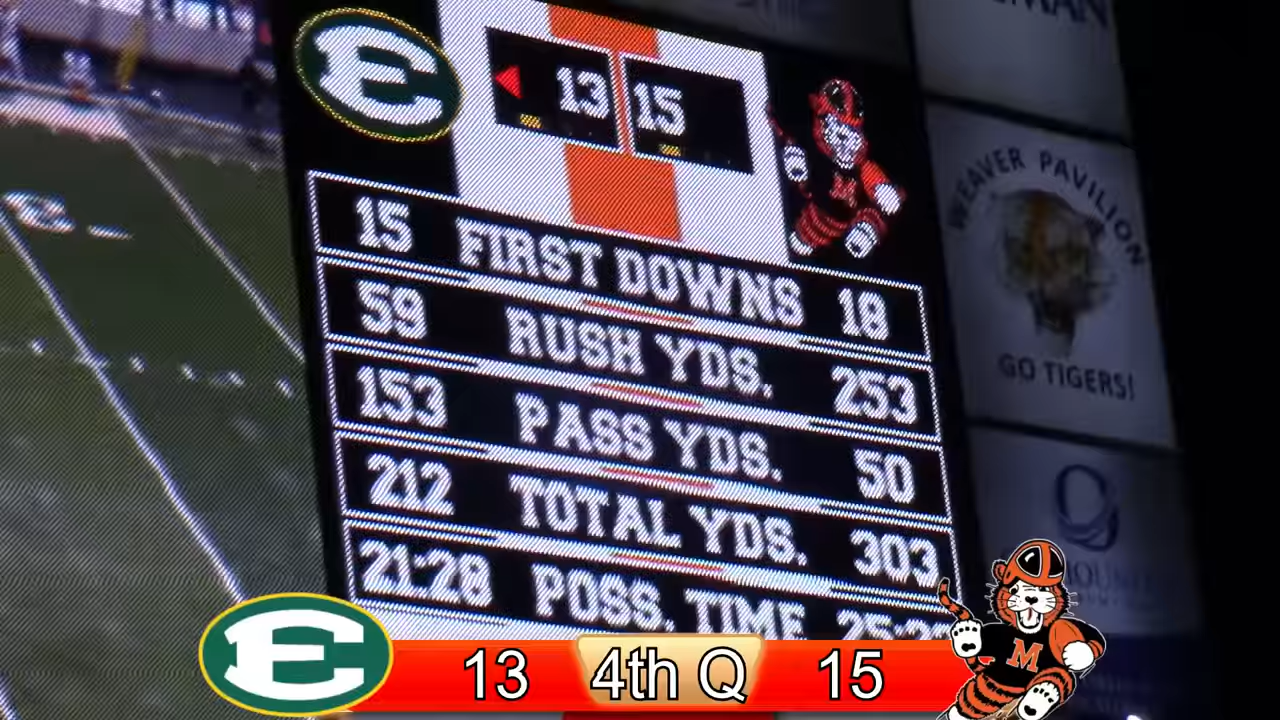 E
13 15
M
15 FIRST DOWNS 18
59 RUSH YDS. 253
153 PASS YDS. 50
212 TOTAL YDS. 303
21:28 POSS. TIME
WEAVER PAVILION
GO TIGERS!
E 13 4th Q 15 M